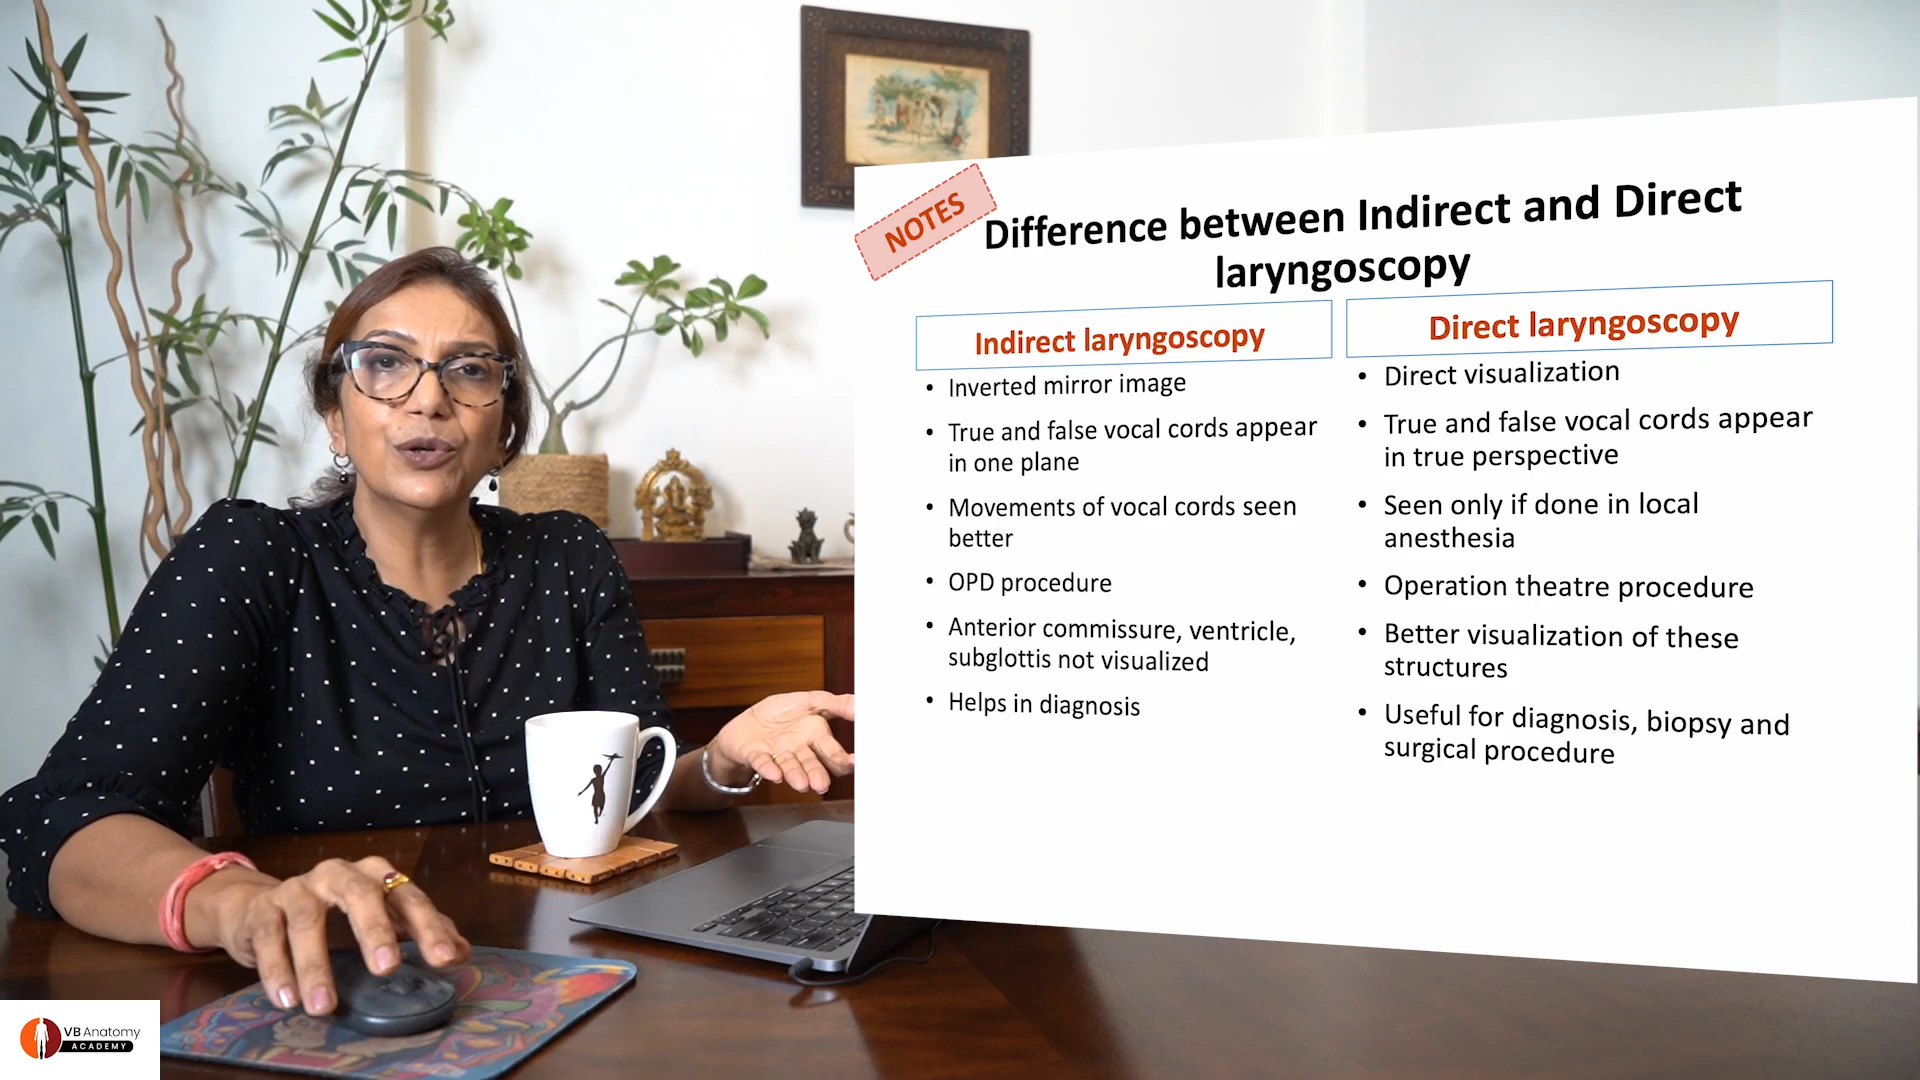 NOTES
Difference between Indirect and Direct
laryngoscopy
Indirect laryngoscopy
• Inverted mirror image
• True and false vocal cords appear
in one plane
• Movements of vocal cords seen
better
• OPD procedure
• Anterior commissure, ventricle,
subglottis not visualized
• Helps in diagnosis
Direct laryngoscopy
• Direct visualization
• True and false vocal cords appear
in true perspective
• Seen only if done in local
anesthesia
• Operation theatre procedure
• Better visualization of these
structures
• Useful for diagnosis, biopsy and
surgical procedure
VB Anatomy
ACADEMY